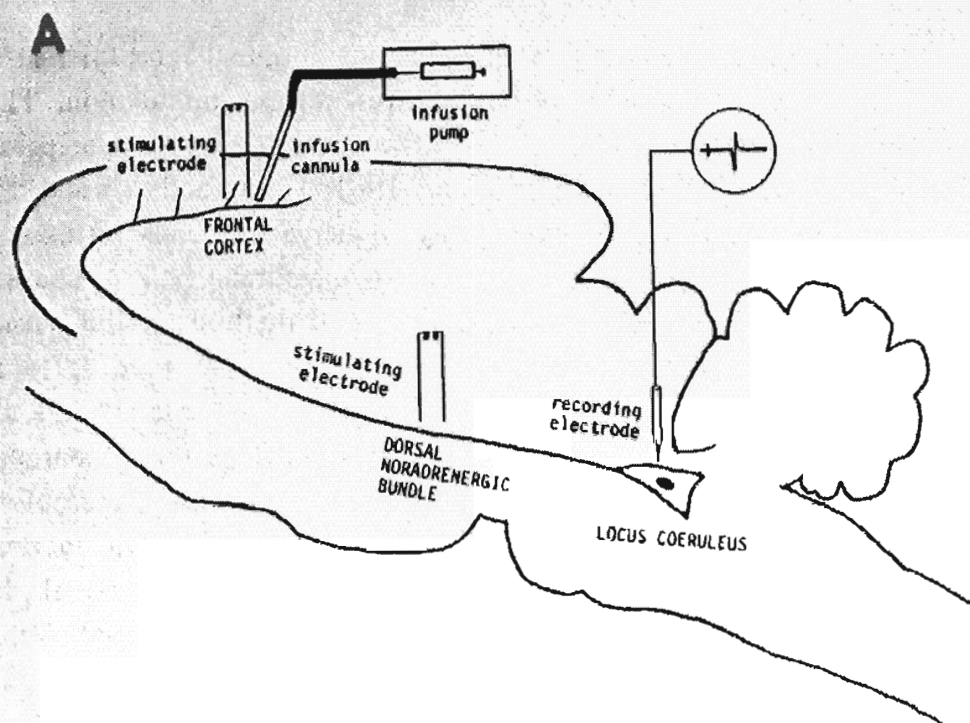 A
infusion
pump
stimulating
electrode
infusion
cannula
FRONTAL
CORTEX
stimulating
electrode
recording
electrode
DORSAL
NORADRENERGIC
BUNDLE
LOCUS COERULEUS